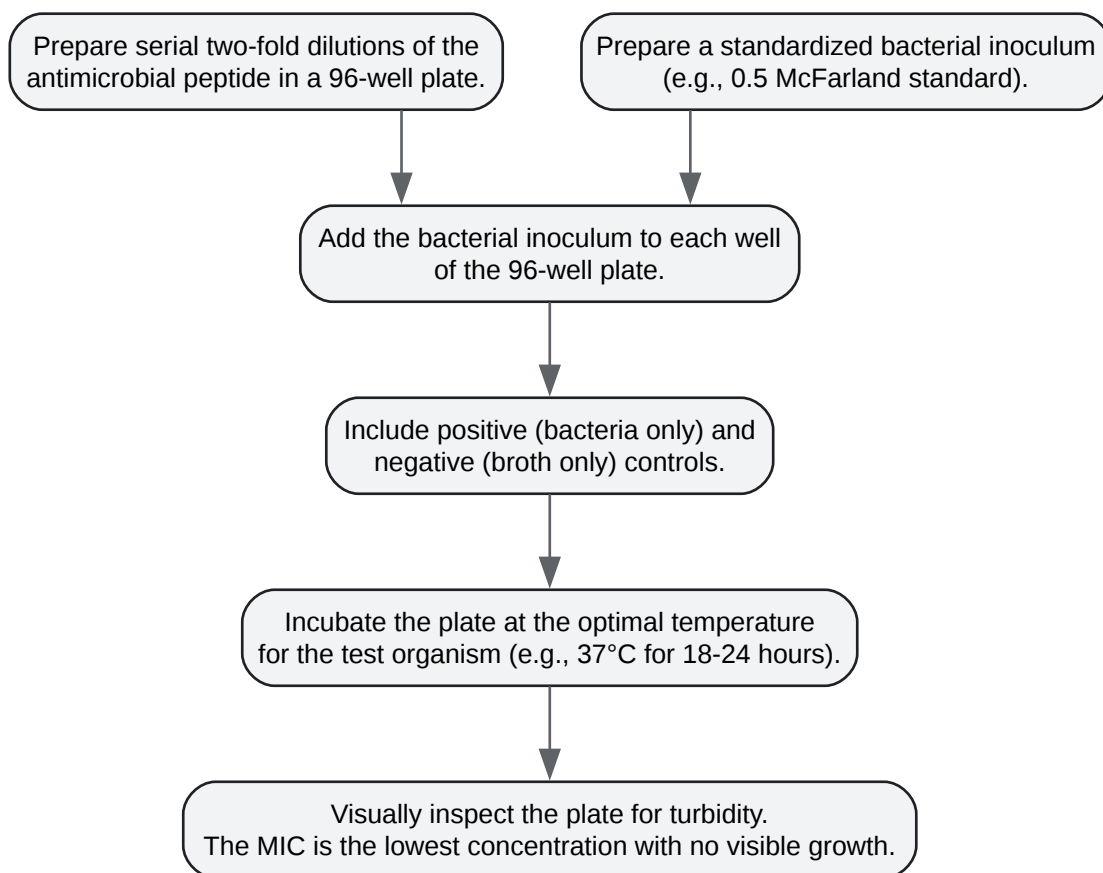 Prepare serial two-fold dilutions of the
antimicrobial peptide in a 96-well plate.
Prepare a standardized bacterial inoculum
(e.g., 0.5 McFarland standard).
Add the bacterial inoculum to each well
of the 96-well plate.
Include positive (bacteria only) and
negative (broth only) controls.
Incubate the plate at the optimal temperature
for the test organism (e.g., 37°C for 18-24 hours).
Visually inspect the plate for turbidity.
The MIC is the lowest concentration with no visible growth.